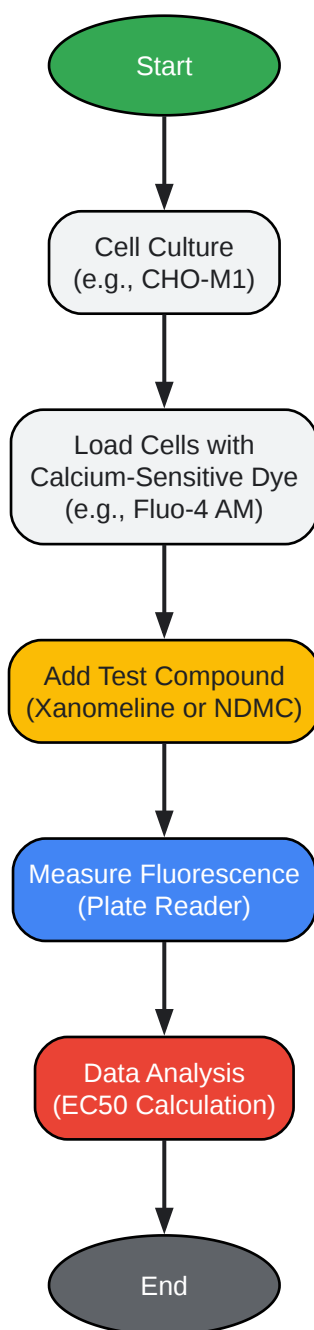 Start
Cell Culture
(e.g., CHO-M1)
Load Cells with
Calcium-Sensitive Dye
(e.g., Fluo-4 AM)
Add Test Compound
(Xanomeline or NDMC)
Measure Fluorescence
(Plate Reader)
Data Analysis
(EC50 Calculation)
End